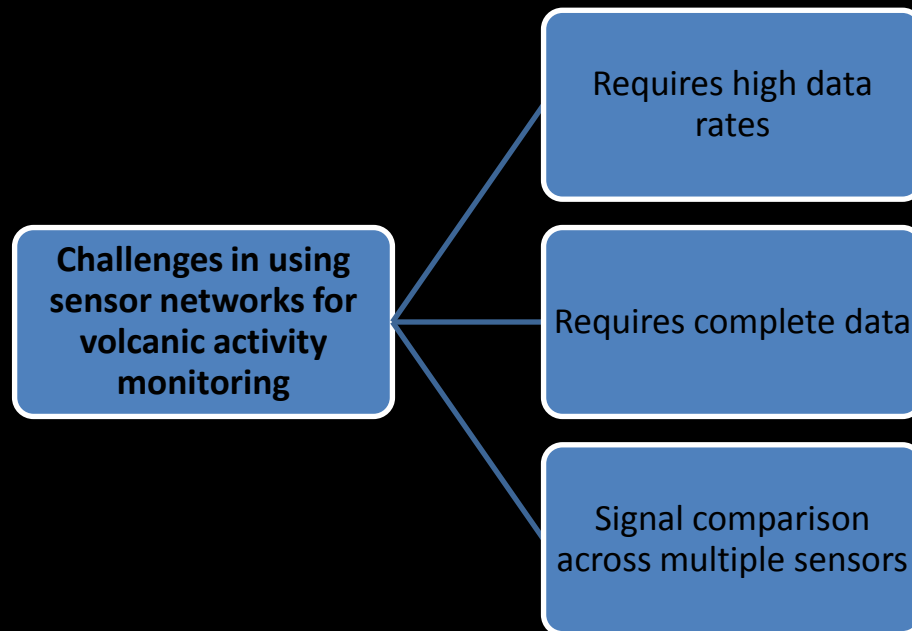 Challenges in using
sensor networks for
volcanic activity
monitoring
Requires high data
rates
Requires complete data
Signal comparison
across multiple sensors